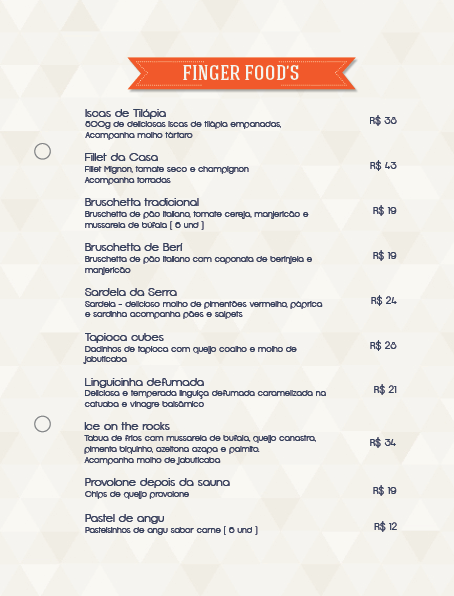 FINGER FOOD'S
Iscas de Tilápia
R$ 38
500g de deliciosas iscas de tilápia empanadas,
Acompanha molho tártaro
Fillet da Casa
R$ 43
Fillet Mignon, tomate seco e champignon
Acompanha torradas
Bruschetta tradicional
R$ 19
Bruschetta de pão italiano, tomate cereja, manjericão e
mussarela de búfala [ 6 und ]
Bruschetta de Berí
R$ 19
Bruschetta de pão italiano com caponata de berinjela e
manjericão
Sardela da Serra
R$ 24
Sardela - delicioso molho de pimentões vermelho, páprica
e sardinha acompanha pães e salpets
Tapioca cubes
R$ 28
Dadinhos de tapioca com queijo coalho e molho de
jabuticaba
Linguicinha defumada
R$ 21
Deliciosa e temperada linguiça defumada caramelizada na
catuaba e vinagre balsâmico
Ice on the rocks
R$ 34
Tabua de frios com mussarela de bufala, queijo canastra,
pimenta biquinho, azeitona azapa e palmito.
Acompanha molho de jabuticaba
Provolone depois da sauna
R$ 19
Chips de queijo provolone
Pastel de angu
R$ 12
Pasteisinhos de angu sabor carne [ 6 und ]